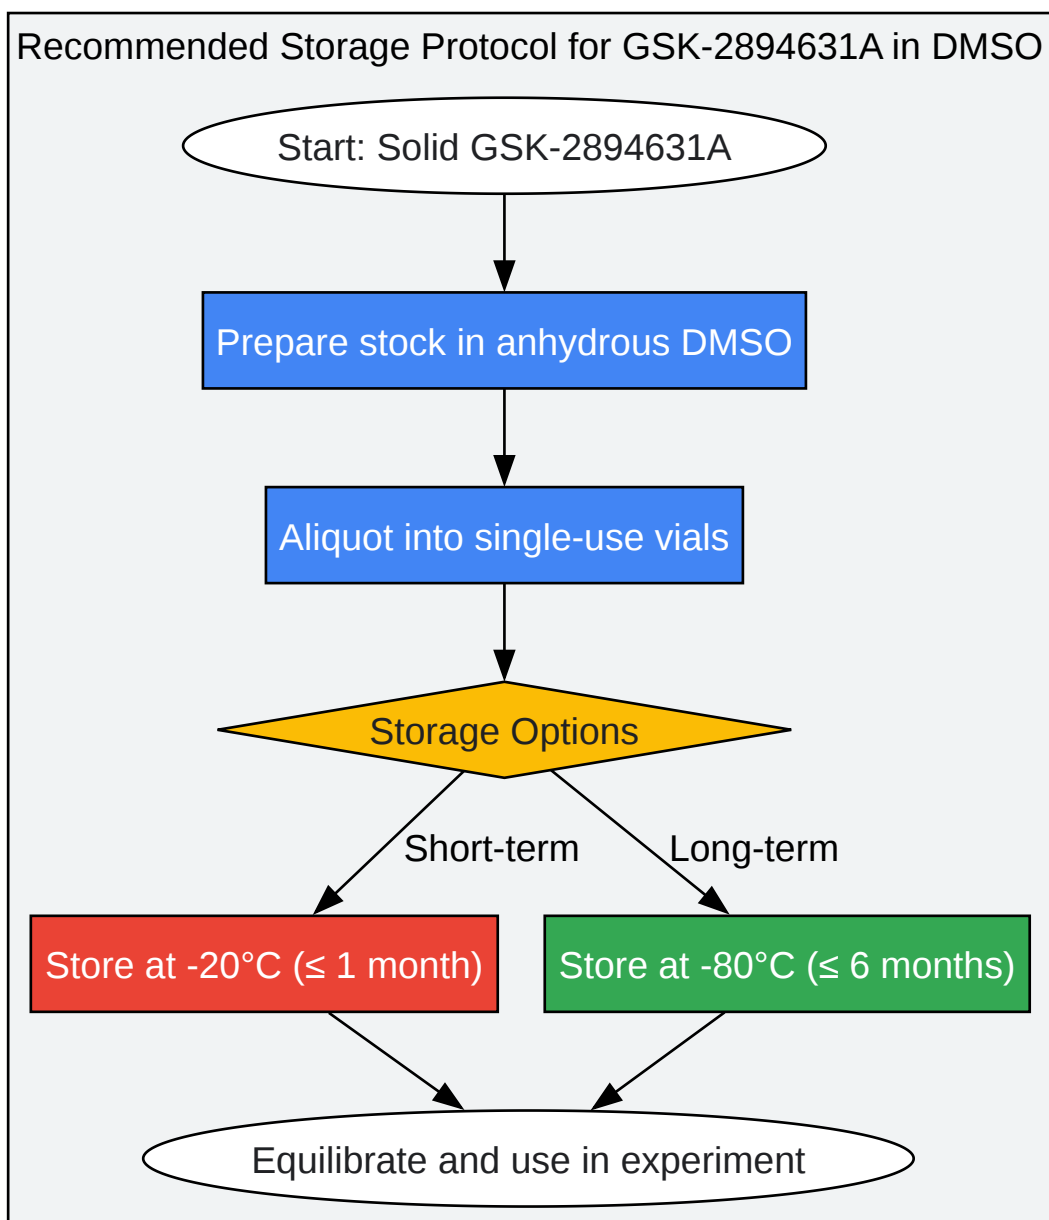 Recommended Storage Protocol for GSK-2894631A in DMSO
Start: Solid GSK-2894631A
Prepare stock in anhydrous DMSO
Aliquot into single-use vials
Storage Options
Short-term
Long-term
Store at -20°C (≤ 1 month)
Store at -80°C (≤ 6 months)
Equilibrate and use in experiment